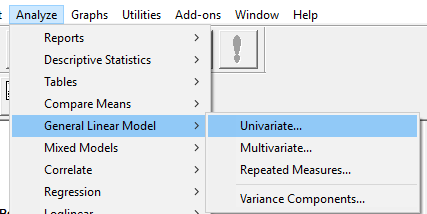 Analyze Graphs Utilities Add-ons Window Help
Reports
Descriptive Statistics
Tables
Compare Means
General Linear Model
Univariate...
Mixed Models
Multivariate...
Correlate
Repeated Measures...
Regression
Variance Components...
Loglinear